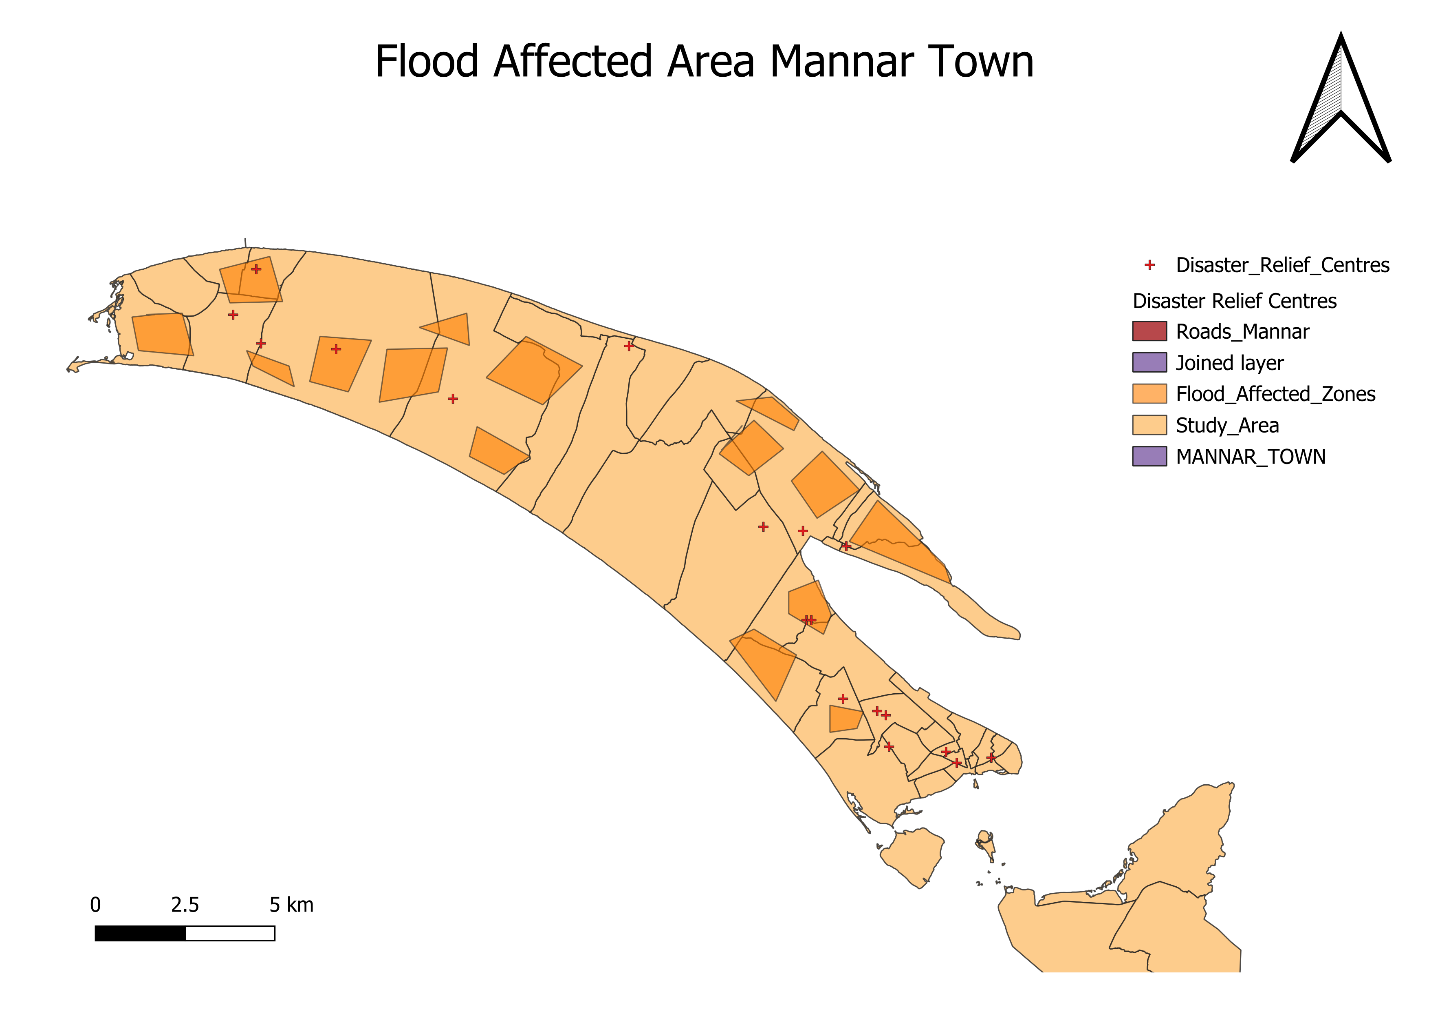 Flood Affected Area Mannar Town
Disaster_Relief_Centres
Disaster Relief Centres
Roads_Mannar
Joined layer
Flood_Affected_Zones
Study_Area
MANNAR_TOWN
0 2.5 5 km